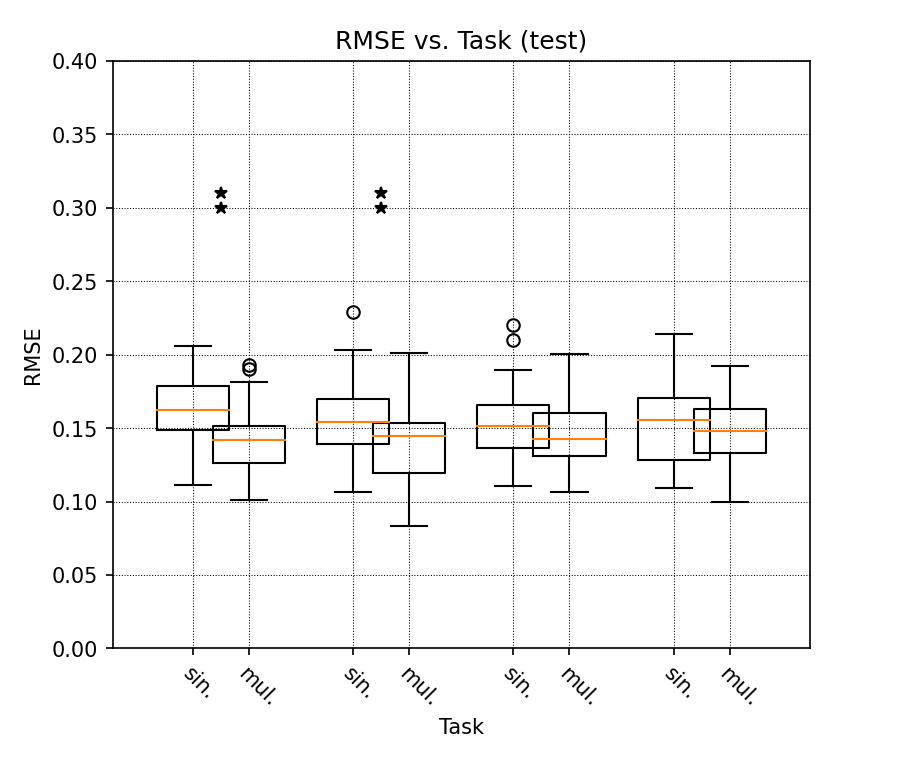 RMSE vs. Task (test)
0.40
0.35
0.30
0.25
0.20
0.15
0.10
0.05
0.00
RMSE
sin. mul. sin. mul. sin. mul. sin. mul.
Task